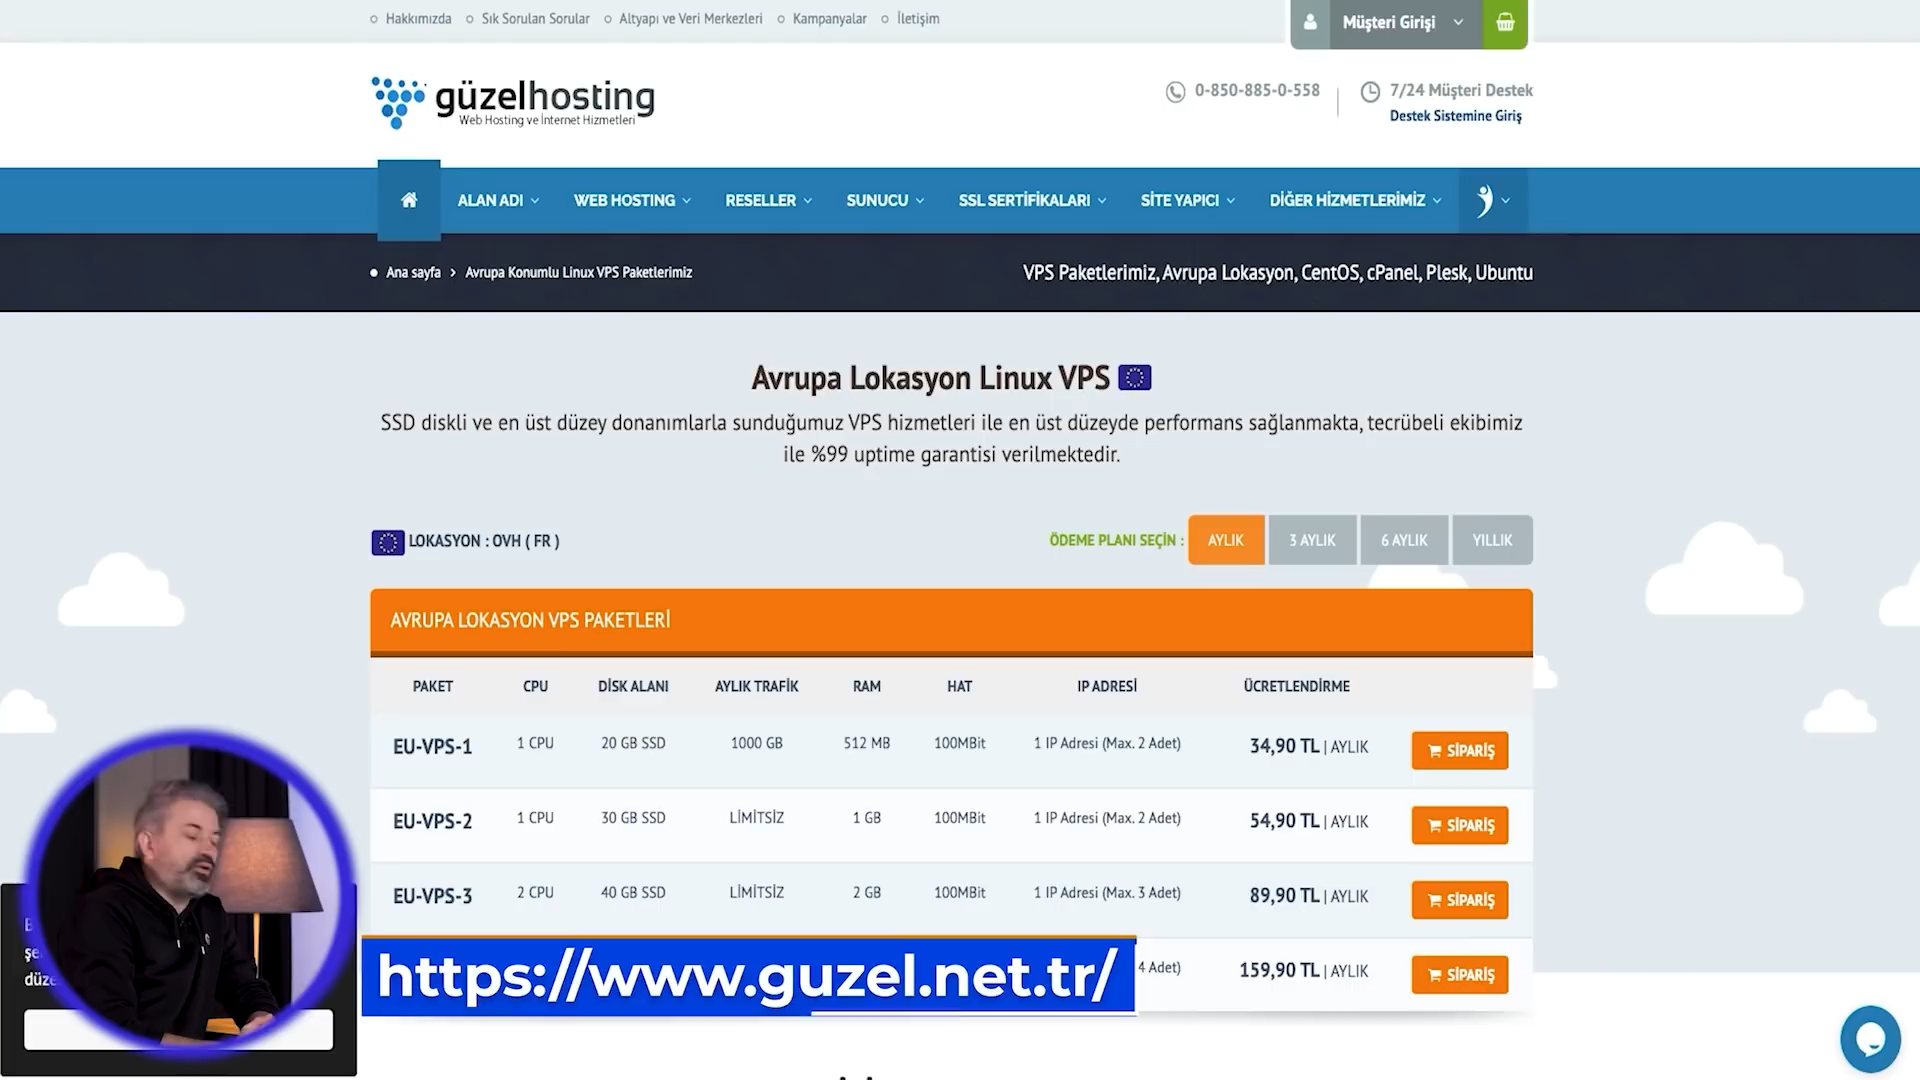 Hakkımızda Sık Sorulan Sorular Altyapı ve Veri Merkezleri Kampanyalar İletişim
Müşteri Girişi
güzelhosting
Web Hosting ve İnternet Hizmetleri
0-850-885-0-558
7/24 Müşteri Destek
Destek Sistemine Giriş
ALAN ADI WEB HOSTING RESELLER SUNUCU SSL SERTİFİKALARI SİTE YAPICI DİĞER HİZMETLERİMİZ
Ana sayfa > Avrupa Konumlu Linux VPS Paketlerimiz
VPS Paketlerimiz, Avrupa Lokasyon, CentOS, cPanel, Plesk, Ubuntu
Avrupa Lokasyon Linux VPS
SSD diskli ve en üst düzey donanımlarla sunduğumuz VPS hizmetleri ile en üst düzeyde performans sağlanmakta, tecrübeli ekibimiz
ile %99 uptime garantisi verilmektedir.
LOKASYON : OVH ( FR )
ÖDEME PLANI SEÇİN : AYLIK 3 AYLIK 6 AYLIK YILLIK
AVRUPA LOKASYON VPS PAKETLERİ
PAKET CPU DİSK ALANI AYLIK TRAFİK RAM HAT IP ADRESİ ÜCRETLENDİRME
EU-VPS-1 1 CPU 20 GB SSD 1000 GB 512 MB 100MBit 1 IP Adresi (Max. 2 Adet) 34,90 TL | AYLIK SİPARİŞ
EU-VPS-2 1 CPU 30 GB SSD LİMİTSİZ 1 GB 100MBit 1 IP Adresi (Max. 2 Adet) 54,90 TL | AYLIK SİPARİŞ
EU-VPS-3 2 CPU 40 GB SSD LİMİTSİZ 2 GB 100MBit 1 IP Adresi (Max. 3 Adet) 89,90 TL | AYLIK SİPARİŞ
4 Adet) 159,90 TL | AYLIK SİPARİŞ
https://www.guzel.net.tr/